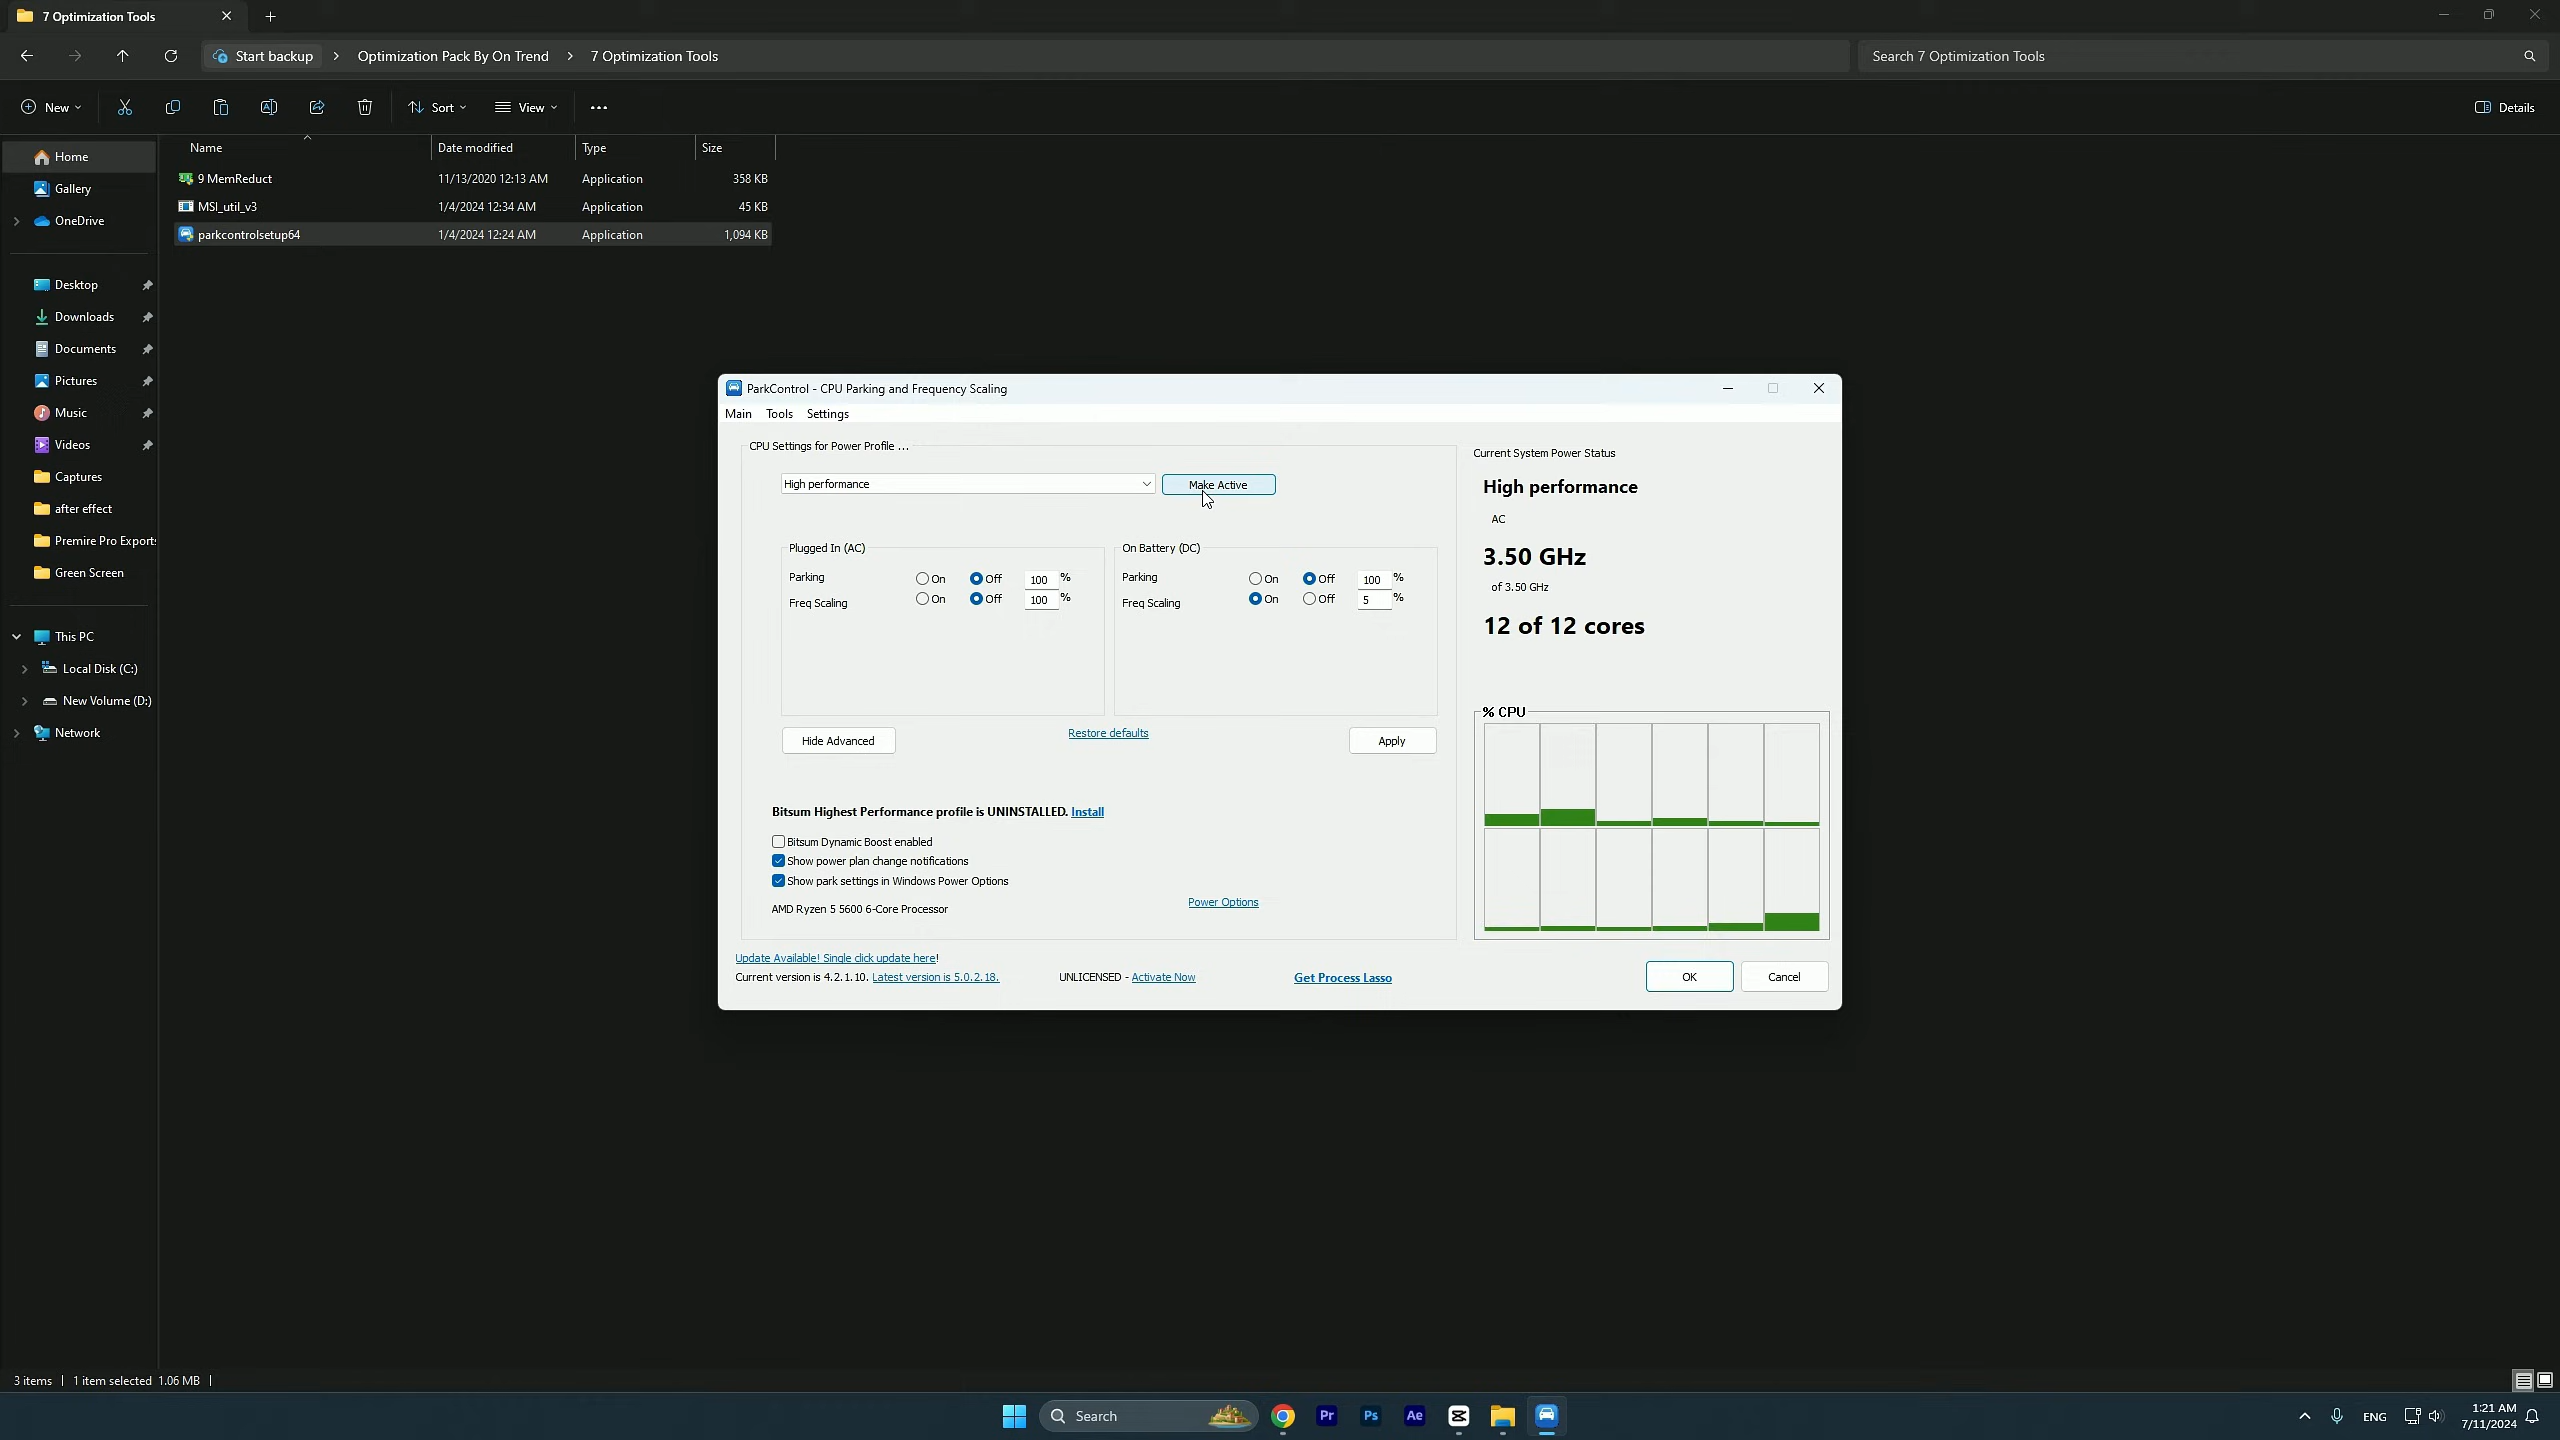 7 Optimization Tools
Start backup
Optimization Pack By On Trend
7 Optimization Tools
Search 7 Optimization Tools
New
Sort
View
Details
Name
Date modified
Type
Size
9 MemReduct
11/13/2020 12:13 AM
Application
358 KB
MSI_util_v3
1/4/2024 12:34 AM
Application
45 KB
parkcontrolsetup64
1/4/2024 12:24 AM
Application
1,094 KB
Home
Gallery
OneDrive
Desktop
Downloads
Documents
Pictures
Music
Videos
Captures
after effect
Premire Pro Exports
Green Screen
This PC
Local Disk (C:)
New Volume (D:)
Network
ParkControl - CPU Parking and Frequency Scaling
Main Tools Settings
CPU Settings for Power Profile ...
High performance
Make Active
Plugged In (AC)
Parking
On
Off
100 %
Freq Scaling
On
Off
100 %
On Battery (DC)
Parking
On
Off
100 %
Freq Scaling
On
Off
5 %
Hide Advanced
Restore defaults
Apply
Bitsum Highest Performance profile is UNINSTALLED. Install
Bitsum Dynamic Boost enabled
Show power plan change notifications
Show park settings in Windows Power Options
AMD Ryzen 5 5600 6-Core Processor
Power Options
Current System Power Status
High performance
AC
3.50 GHz
of 3.50 GHz
12 of 12 cores
% CPU
Update Available! Single click update here!
Current version is 4.2.1.10. Latest version is 5.0.2.18.
UNLICENSED - Activate Now
Get Process Lasso
OK
Cancel
3 items
1 item selected 1.06 MB
Search
Pr
Ps
Ae
ENG
1:21 AM
7/11/2024